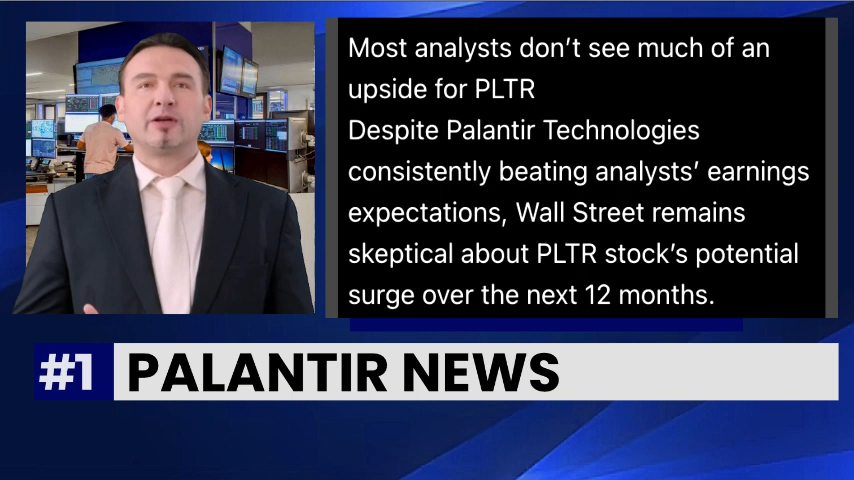 Most analysts don’t see much of an
upside for PLTR
Despite Palantir Technologies
consistently beating analysts’ earnings
expectations, Wall Street remains
skeptical about PLTR stock’s potential
surge over the next 12 months.
#1 PALANTIR NEWS